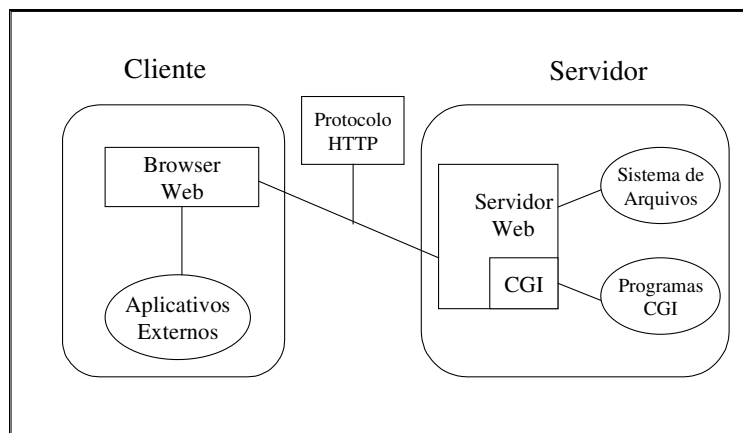 Cliente
Servidor
Protocolo
HTTP
Browser
Web
Aplicativos
Externos
Servidor
Web
CGI
Sistema de
Arquivos
Programas
CGI